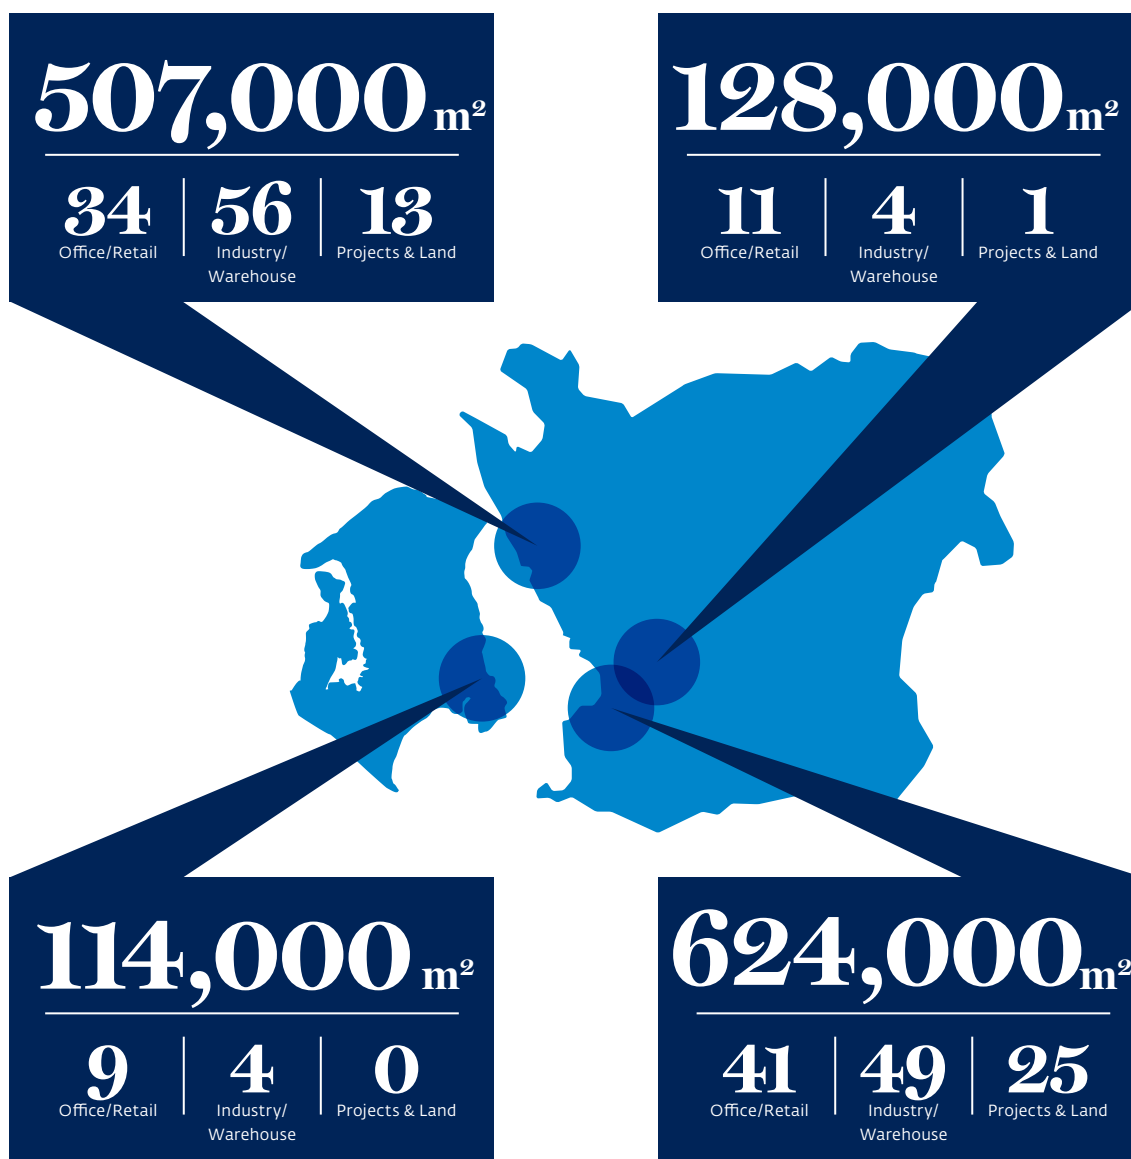 507,000 m²
34 56 13
Office/Retail Industry/ Projects & Land
Warehouse
128,000 m²
11 4 1
Office/Retail Industry/ Projects & Land
Warehouse
114,000 m²
9 4 0
Office/Retail Industry/ Projects & Land
Warehouse
624,000 m²
41 49 25
Office/Retail Industry/ Projects & Land
Warehouse